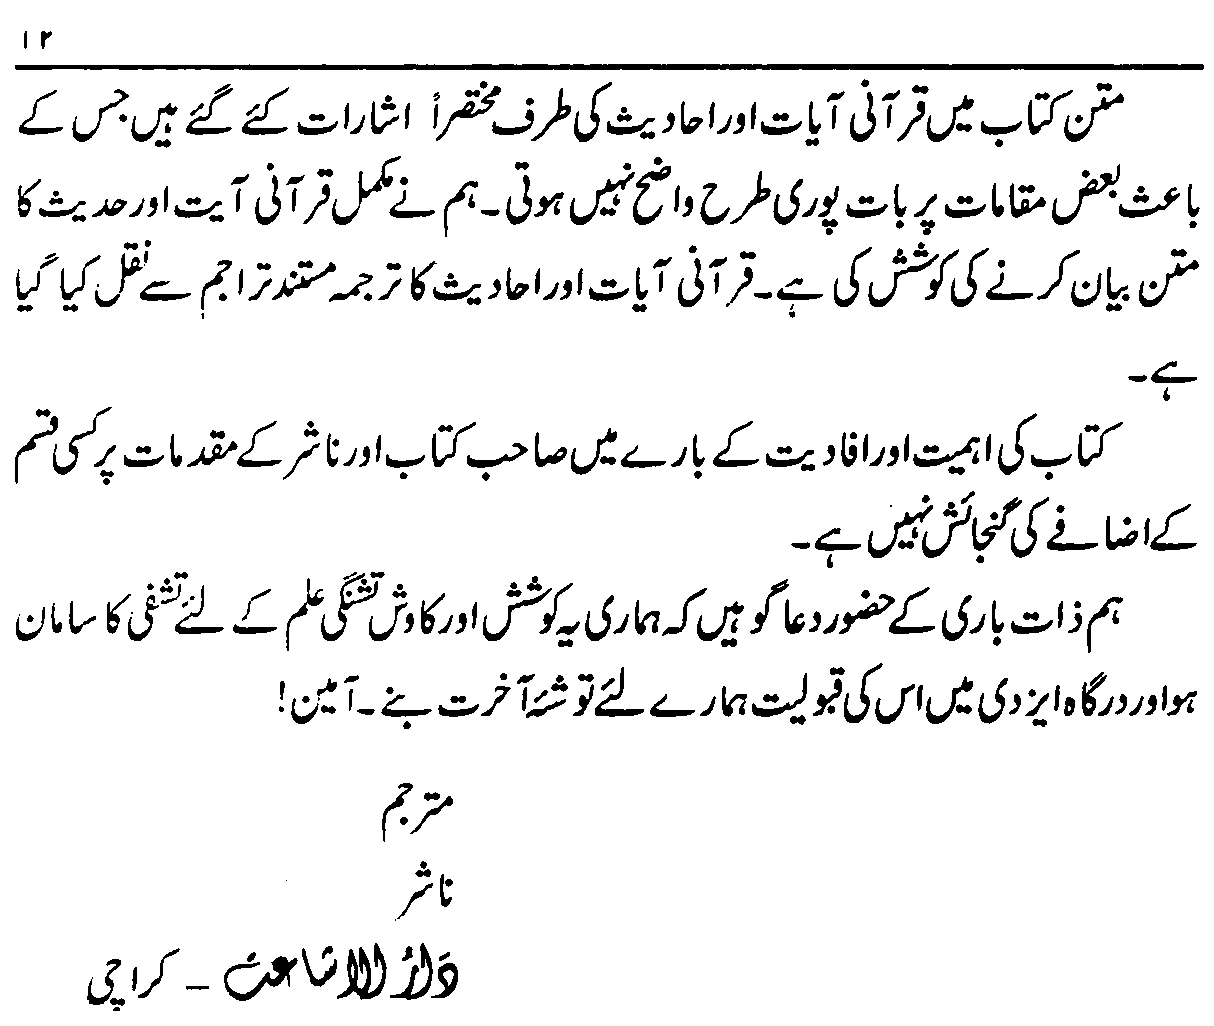 ۱۲
متن کتاب میں قرآنی آیات اور احادیث کی طرف مختصراً اشارات کئے گئے ہیں جس کے
باعث بعض مقامات پر بات پوری طرح واضح نہیں ہوتی۔ ہم نے مکمل قرآنی آیت اور حدیث کا
متن بیان کرنے کی کوشش کی ہے۔ قرآنی آیات اور احادیث کا ترجمہ مستند تراجم سے نقل کیا گیا
ہے۔
کتاب کی اہمیت اور افادیت کے بارے میں صاحب کتاب اور ناشر کے مقدمات پر کسی قسم
کے اضافے کی گنجائش نہیں ہے۔
ہم ذات باری کے حضور دعا گو ہیں کہ ہماری یہ کوشش اور کاوش تشنگی علم کے لئے تشفی کا سامان
ہو اور درگاہ ایزدی میں اس کی قبولیت ہمارے لئے توشۂ آخرت بنے۔ آمین!
مترجم
ناشر
دَارُ الاشاعت – کراچی